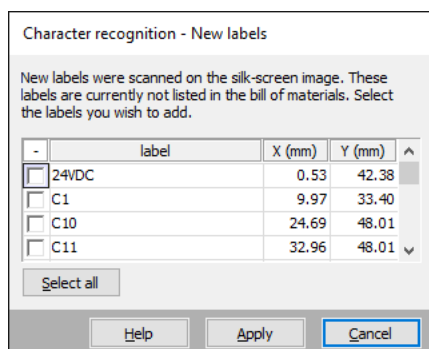 Character recognition - New labels
New labels were scanned on the silk-screen image. These
labels are currently not listed in the bill of materials. Select
the labels you wish to add.
- label X (mm) Y (mm)
24VDC 0.53 42.38
C1 9.97 33.40
C10 24.69 48.01
C11 32.96 48.01
Select all
Help Apply Cancel